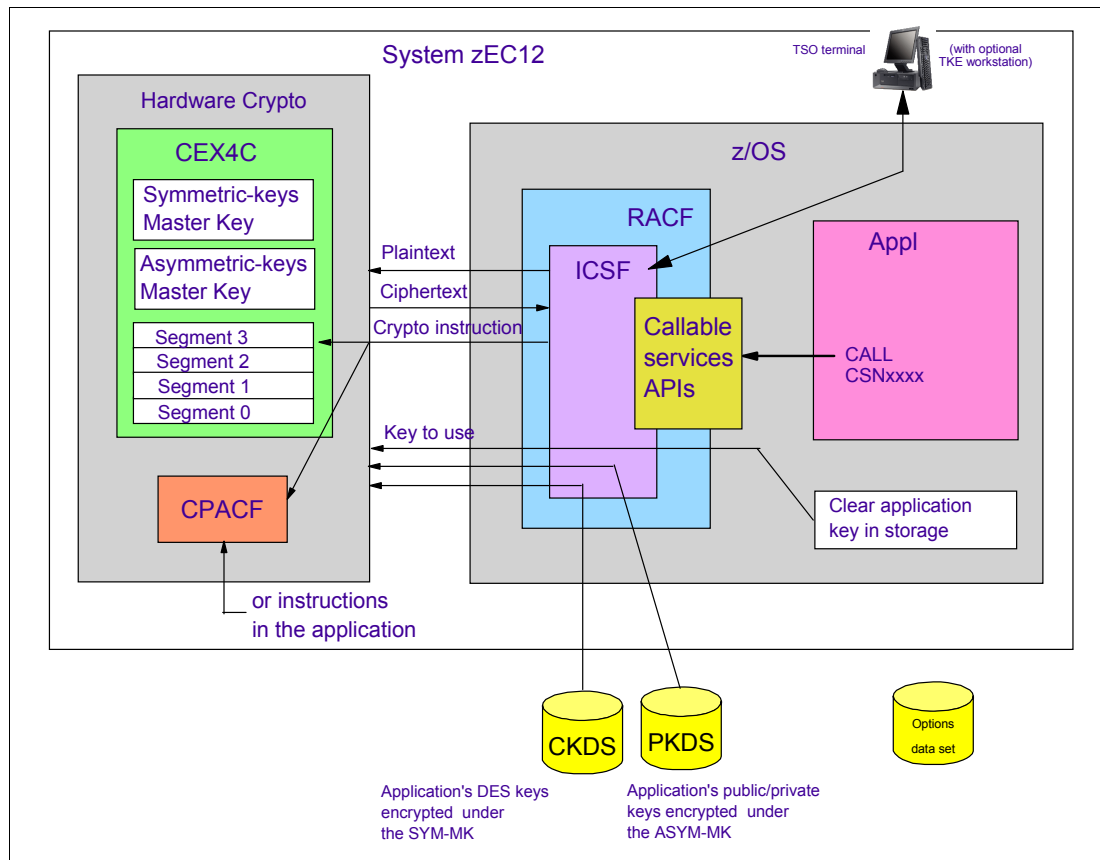 System zEC12
TSO terminal
(with optional
TKE workstation)
Hardware Crypto
CEX4C
Symmetric-keys
Master Key
Asymmetric-keys
Master Key
Segment 3
Segment 2
Segment 1
Segment 0
CPACF
or instructions
in the application
Plaintext
Ciphertext
Crypto instruction
Key to use
z/OS
RACF
ICSF
Callable
services
APIs
Appl
CALL
CSNxxxx
Clear application
key in storage
CKDS
PKDS
Options
data set
Application's DES keys
encrypted under
the SYM-MK
Application's public/private
keys encrypted under
the ASYM-MK